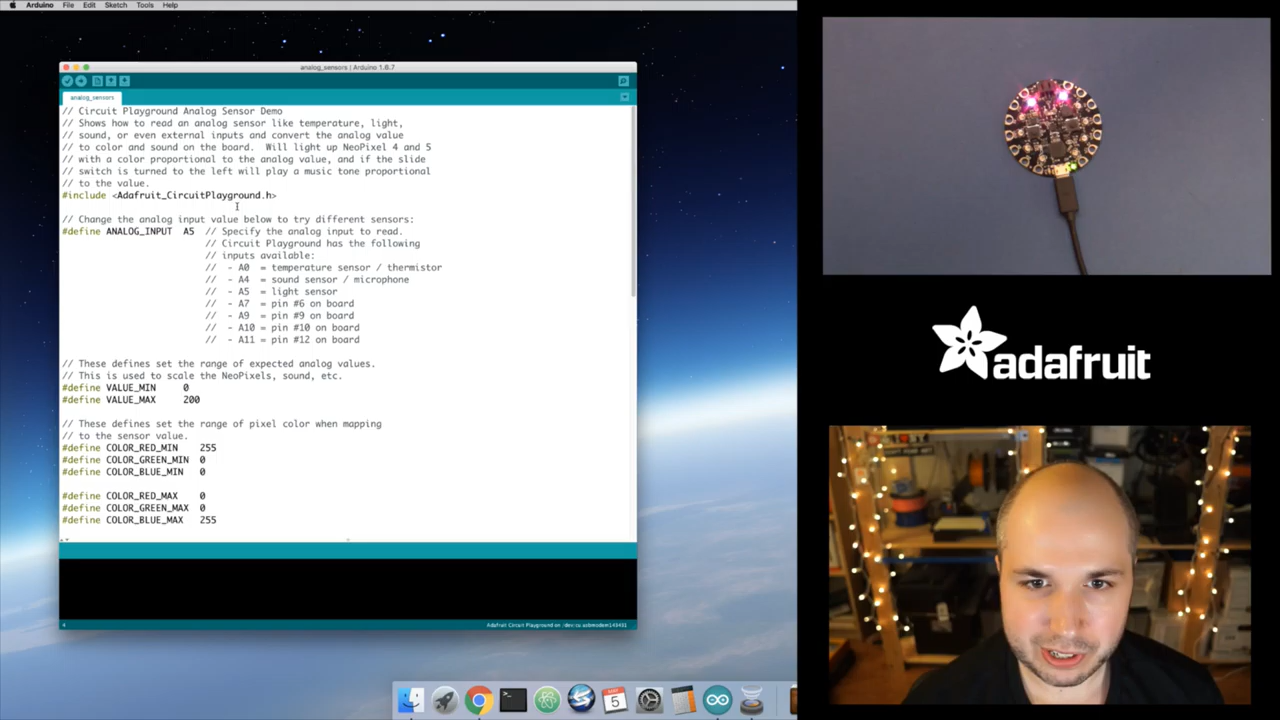 Arduino File Edit Sketch Tools Help
analog_sensors | Arduino 1.6.7
analog_sensors
// Circuit Playground Analog Sensor Demo
// Shows how to read an analog sensor like temperature, light,
// sound, or even external inputs and convert the analog value
// to color and sound on the board.  Will light up NeoPixel 4 and 5
// with a color proportional to the analog value, and if the slide
// switch is turned to the left will play a music tone proportional
// to the value.
#include <Adafruit_CircuitPlayground.h>
// Change the analog input value below to try different sensors:
#define ANALOG_INPUT  A5  // Specify the analog input to read.
// Circuit Playground has the following
// inputs available:
//  - A0  = temperature sensor / thermistor
//  - A4  = sound sensor / microphone
//  - A5  = light sensor
//  - A7  = pin #6 on board
//  - A9  = pin #9 on board
//  - A10 = pin #10 on board
//  - A11 = pin #12 on board
// These defines set the range of expected analog values.
// This is used to scale the NeoPixels, sound, etc.
#define VALUE_MIN     0
#define VALUE_MAX     200
// These defines set the range of pixel color when mapping
// to the sensor value.
#define COLOR_RED_MIN    255
#define COLOR_GREEN_MIN  0
#define COLOR_BLUE_MIN   0
#define COLOR_RED_MAX    0
#define COLOR_GREEN_MAX  0
#define COLOR_BLUE_MAX   255
4
5
adafruit